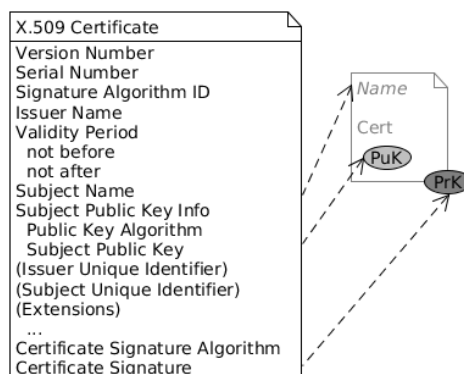 X.509 Certificate
Version Number
Serial Number
Signature Algorithm ID
Issuer Name
Validity Period
not before
not after
Subject Name
Subject Public Key Info
Public Key Algorithm
Subject Public Key
(Issuer Unique Identifier)
(Subject Unique Identifier)
(Extensions)
...
Certificate Signature Algorithm
Certificate Signature
Name
Cert
PuK
PrK